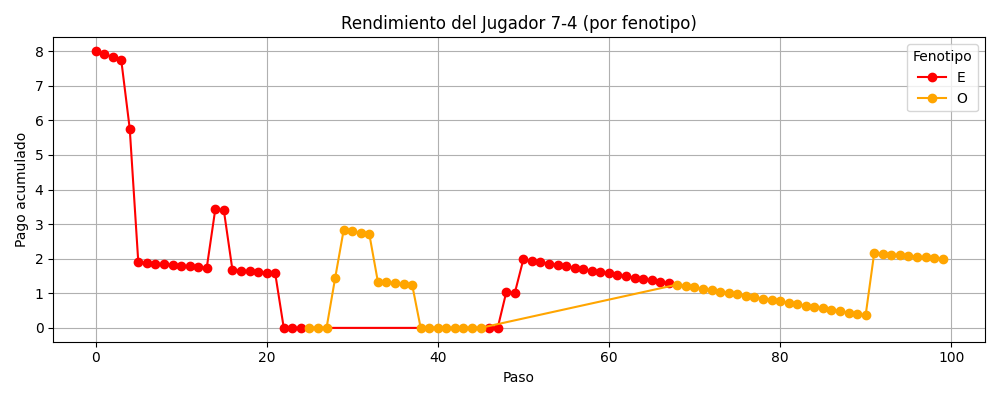 Rendimiento del Jugador 7-4 (por fenotipo)
Pago acumulado
8
7
6
5
4
3
2
1
0
Fenotipo
E
O
0 20 40 60 80 100
Paso